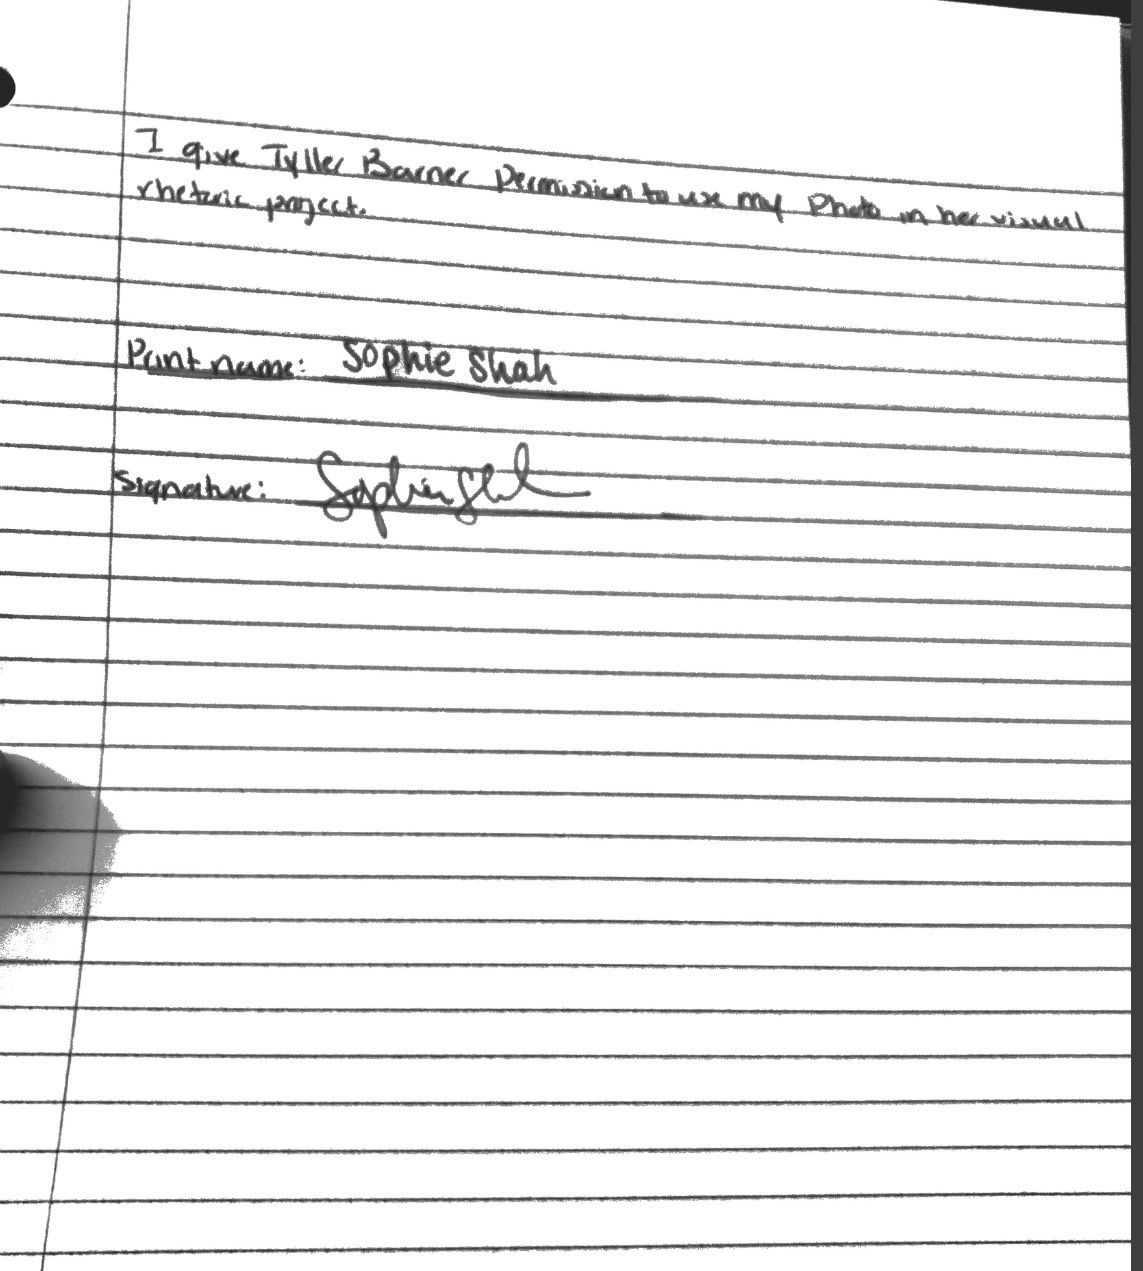 I give Tyller Barner Permission to use my Photo in her visual
rhetoric project.
Print name: Sophie Shah
Signature: Sophie Shah